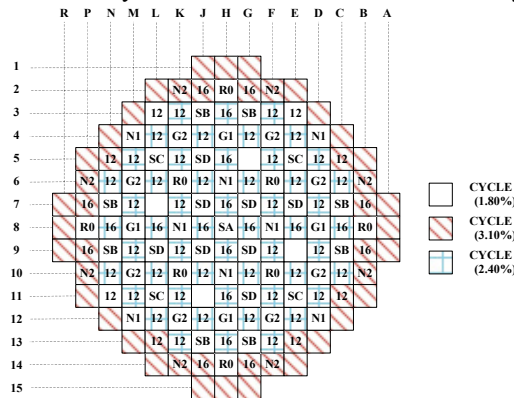 R P N M L K J H G F E D C B A
1
2 N2 16 R0 16 N2
3 12 12 SB 16 SB 12 12
4 N1 12 G2 12 G1 12 G2 12 N1
5 12 12 SC 12 SD 16 12 SC 12 12
6 N2 12 G2 12 R0 12 N1 12 R0 12 G2 12 N2
7 16 SB 12 12 SD 16 SD 12 SD 12 SB 16
8 R0 16 G1 16 N1 16 SA 16 N1 16 G1 16 R0
9 16 SB 12 SD 12 SD 16 SD 12 12 SB 16
10 N2 12 G2 12 R0 12 N1 12 R0 12 G2 12 N2
11 12 12 SC 12 16 SD 12 SC 12 12
12 N1 12 G2 12 G1 12 G2 12 N1
13 12 12 SB 16 SB 12 12
14 N2 16 R0 16 N2
15
CYCLE
(1.80%)
CYCLE
(3.10%)
CYCLE
(2.40%)